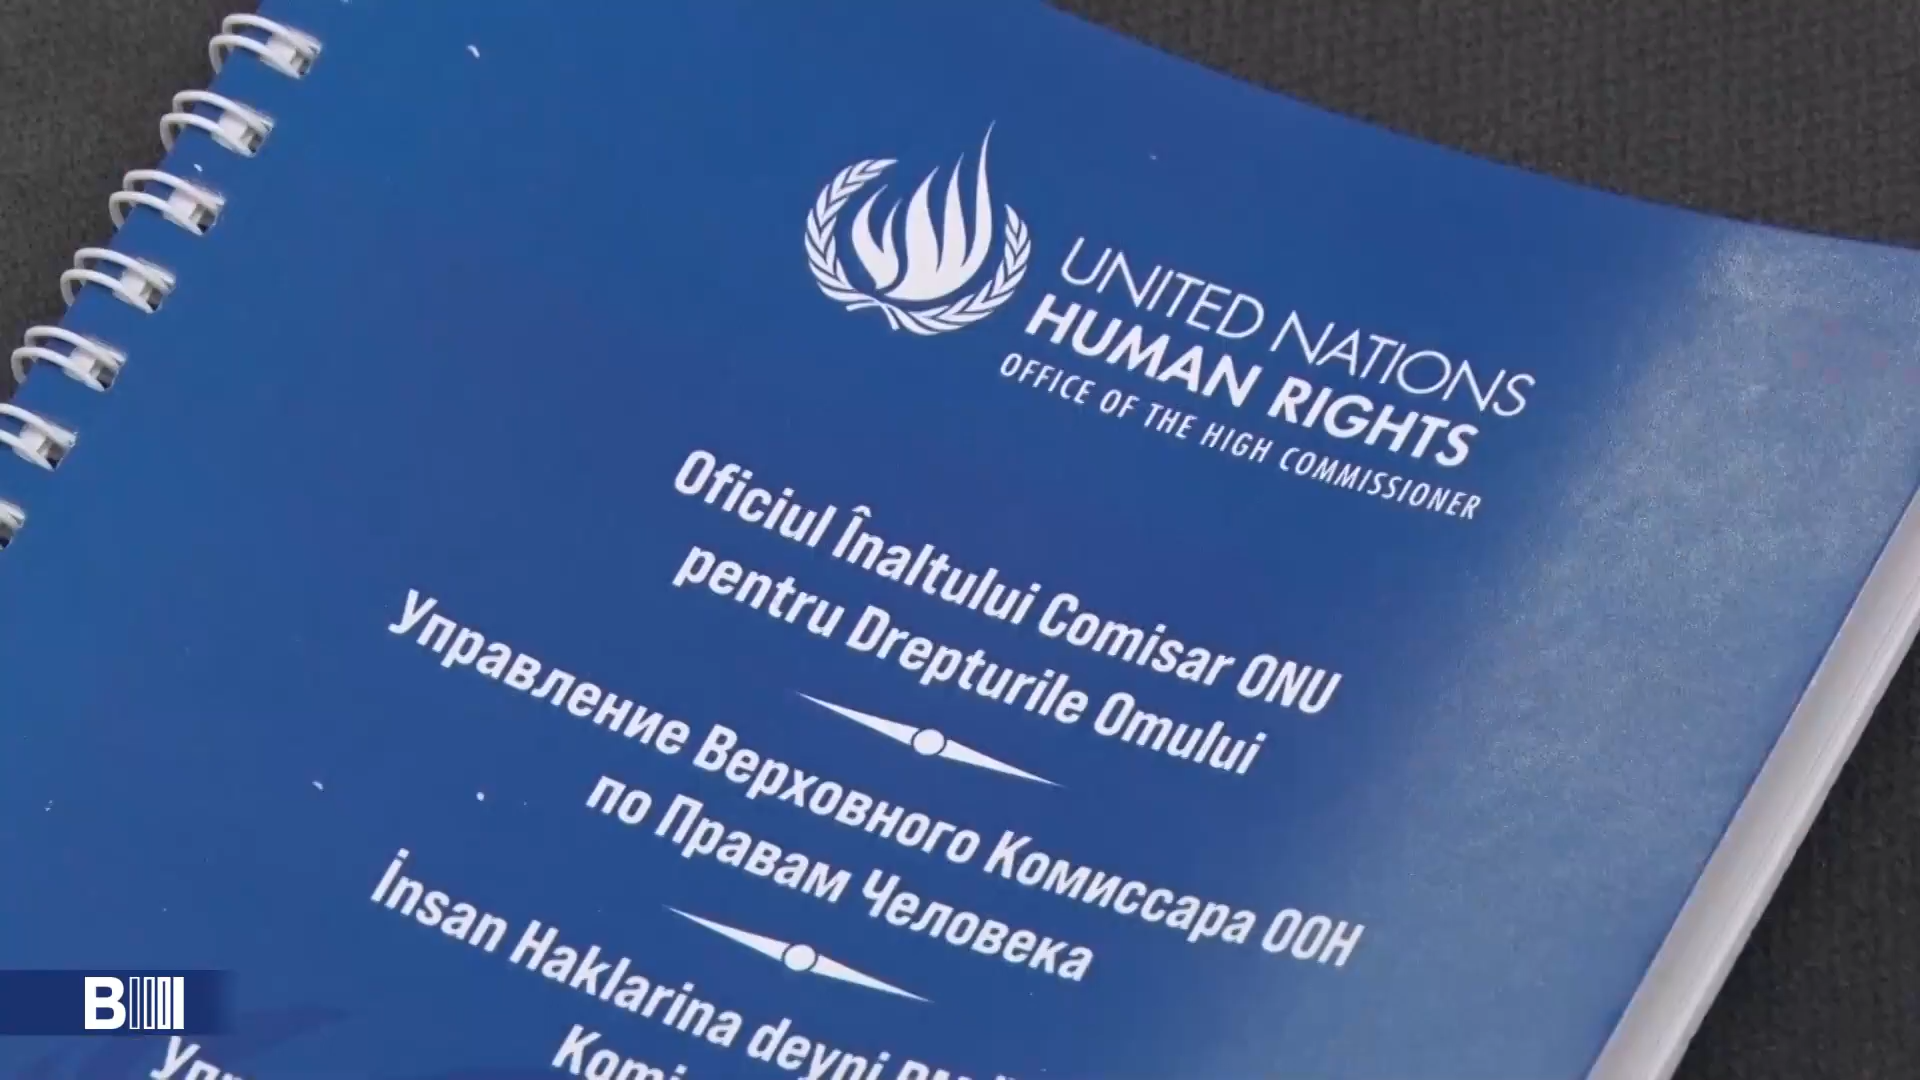 UNITED NATIONS
HUMAN RIGHTS
OFFICE OF THE HIGH COMMISSIONER
Oficiul Înaltului Comisar ONU
pentru Drepturile Omului
Управление Верховного Комиссара ООН
по Правам Человека
İnsan Haklarina deyni